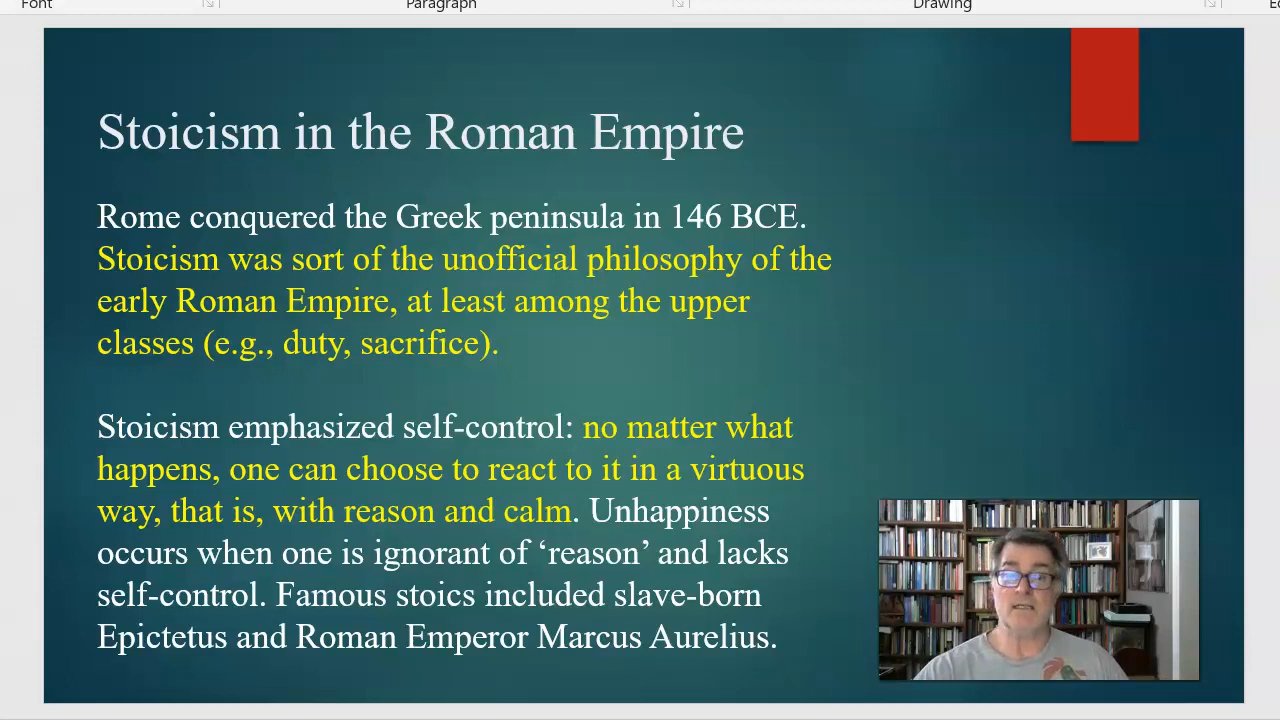 Font
Paragraph
Drawing
Stoicism in the Roman Empire
Rome conquered the Greek peninsula in 146 BCE.
Stoicism was sort of the unofficial philosophy of the
early Roman Empire, at least among the upper
classes (e.g., duty, sacrifice).
Stoicism emphasized self-control: no matter what
happens, one can choose to react to it in a virtuous
way, that is, with reason and calm. Unhappiness
occurs when one is ignorant of ‘reason’ and lacks
self-control. Famous stoics included slave-born
Epictetus and Roman Emperor Marcus Aurelius.